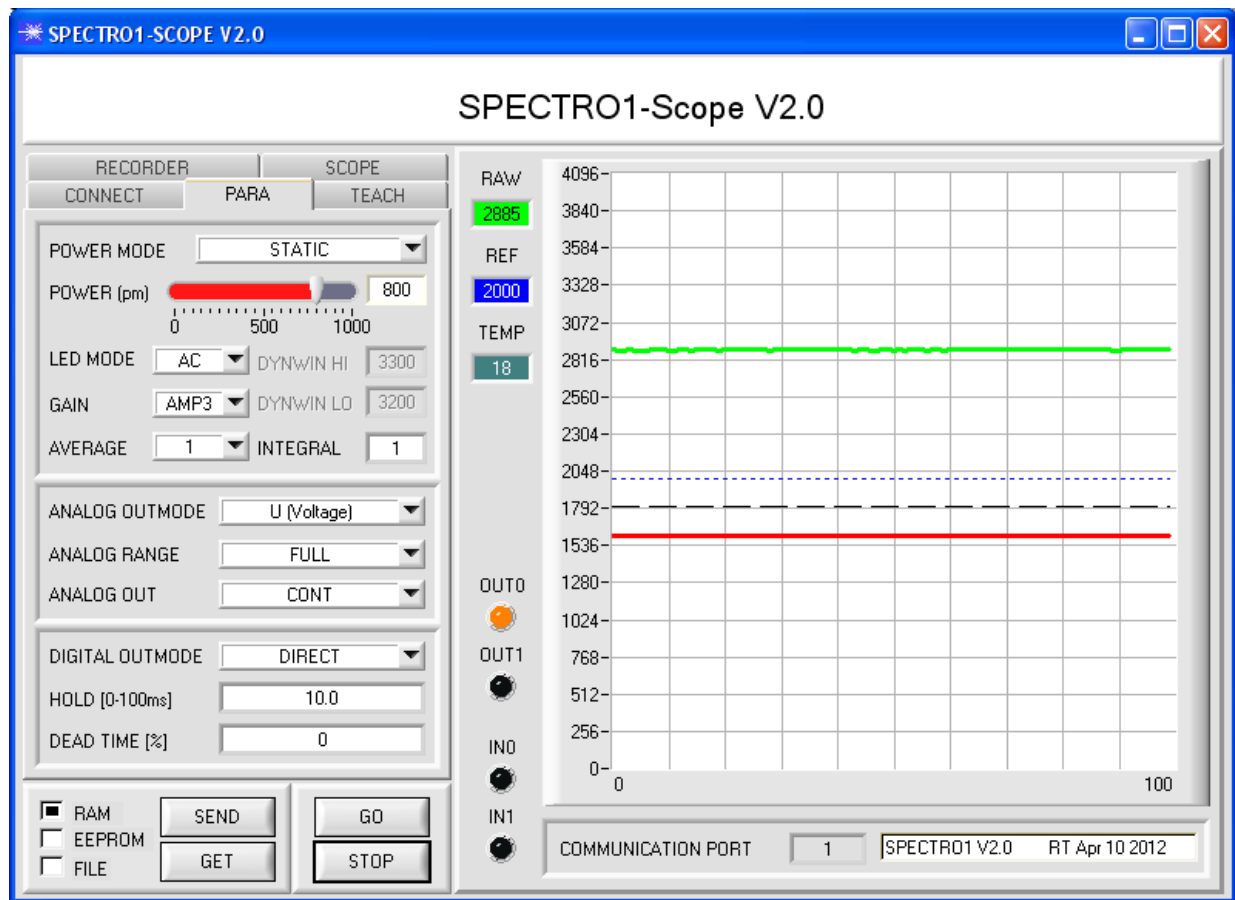 SPECTRO1-SCOPE V2.0
SPECTRO1-Scope V2.0
RECORDER SCOPE
CONNECT PARA TEACH
POWER MODE STATIC
POWER (pm) 800
0 500 1000
LED MODE AC DYNWIN HI 3300
GAIN AMP3 DYNWIN LO 3200
AVERAGE 1 INTEGRAL 1
ANALOG OUTMODE U (Voltage)
ANALOG RANGE FULL
ANALOG OUT CONT
DIGITAL OUTMODE DIRECT
HOLD [0-100ms] 10.0
DEAD TIME [%] 0
RAM
EEPROM
FILE
SEND
GET
GO
STOP
RAW
2885
REF
2000
TEMP
18
OUT0
OUT1
IN0
IN1
4096
3840
3584
3328
3072
2816
2560
2304
2048
1792
1536
1280
1024
768
512
256
0
0 100
COMMUNICATION PORT 1 SPECTRO1 V2.0 RT Apr 10 2012